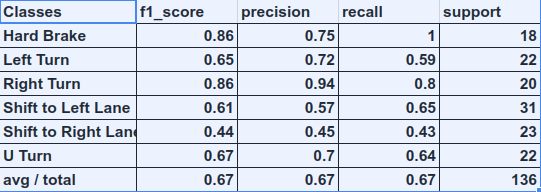 Classes f1_score precision recall support
Hard Brake 0.86 0.75 1 18
Left Turn 0.65 0.72 0.59 22
Right Turn 0.86 0.94 0.8 20
Shift to Left Lane 0.61 0.57 0.65 31
Shift to Right Lan 0.44 0.45 0.43 23
U Turn 0.67 0.7 0.64 22
avg / total 0.67 0.67 0.67 136